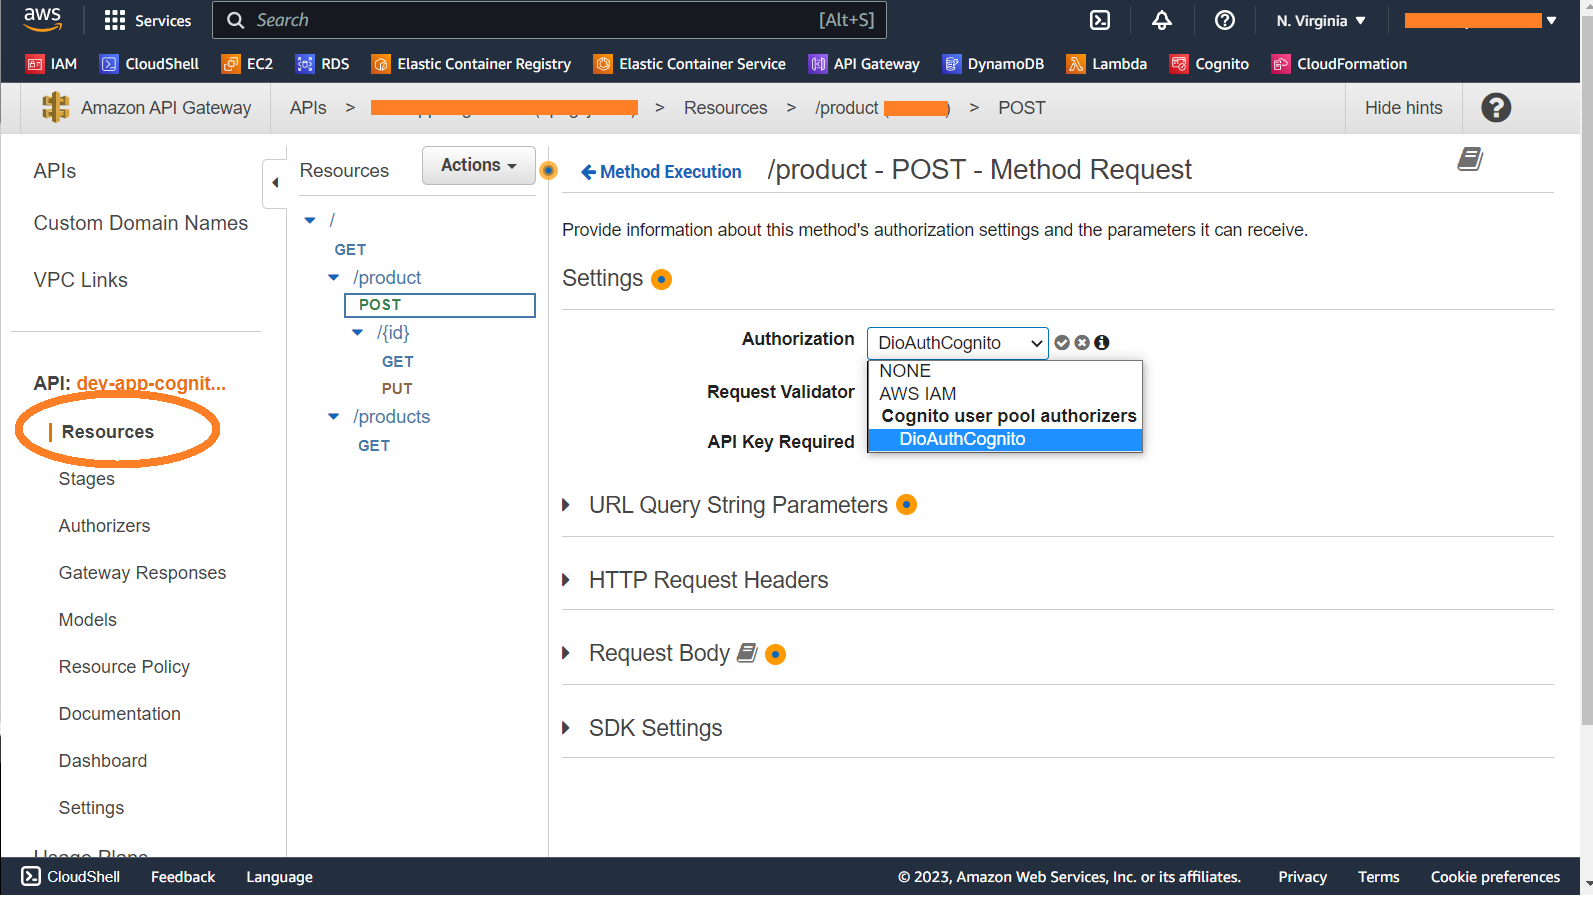 aws Services Search [Alt+S] N. Virginia
IAM CloudShell EC2 RDS Elastic Container Registry Elastic Container Service API Gateway DynamoDB Lambda Cognito CloudFormation
Amazon API Gateway APIs > > Resources > /product ) > POST Hide hints
APIs
Custom Domain Names
VPC Links
API: dev-app-cognit...
Resources
Stages
Authorizers
Gateway Responses
Models
Resource Policy
Documentation
Dashboard
Settings
Usage Plans
Resources Actions
/
GET
/product
POST
/{id}
GET
PUT
/products
GET
Method Execution /product - POST - Method Request
Provide information about this method's authorization settings and the parameters it can receive.
Settings
Authorization DioAuthCognito
NONE
AWS IAM
Cognito user pool authorizers
DioAuthCognito
Request Validator
API Key Required
URL Query String Parameters
HTTP Request Headers
Request Body
SDK Settings
CloudShell Feedback Language © 2023, Amazon Web Services, Inc. or its affiliates. Privacy Terms Cookie preferences